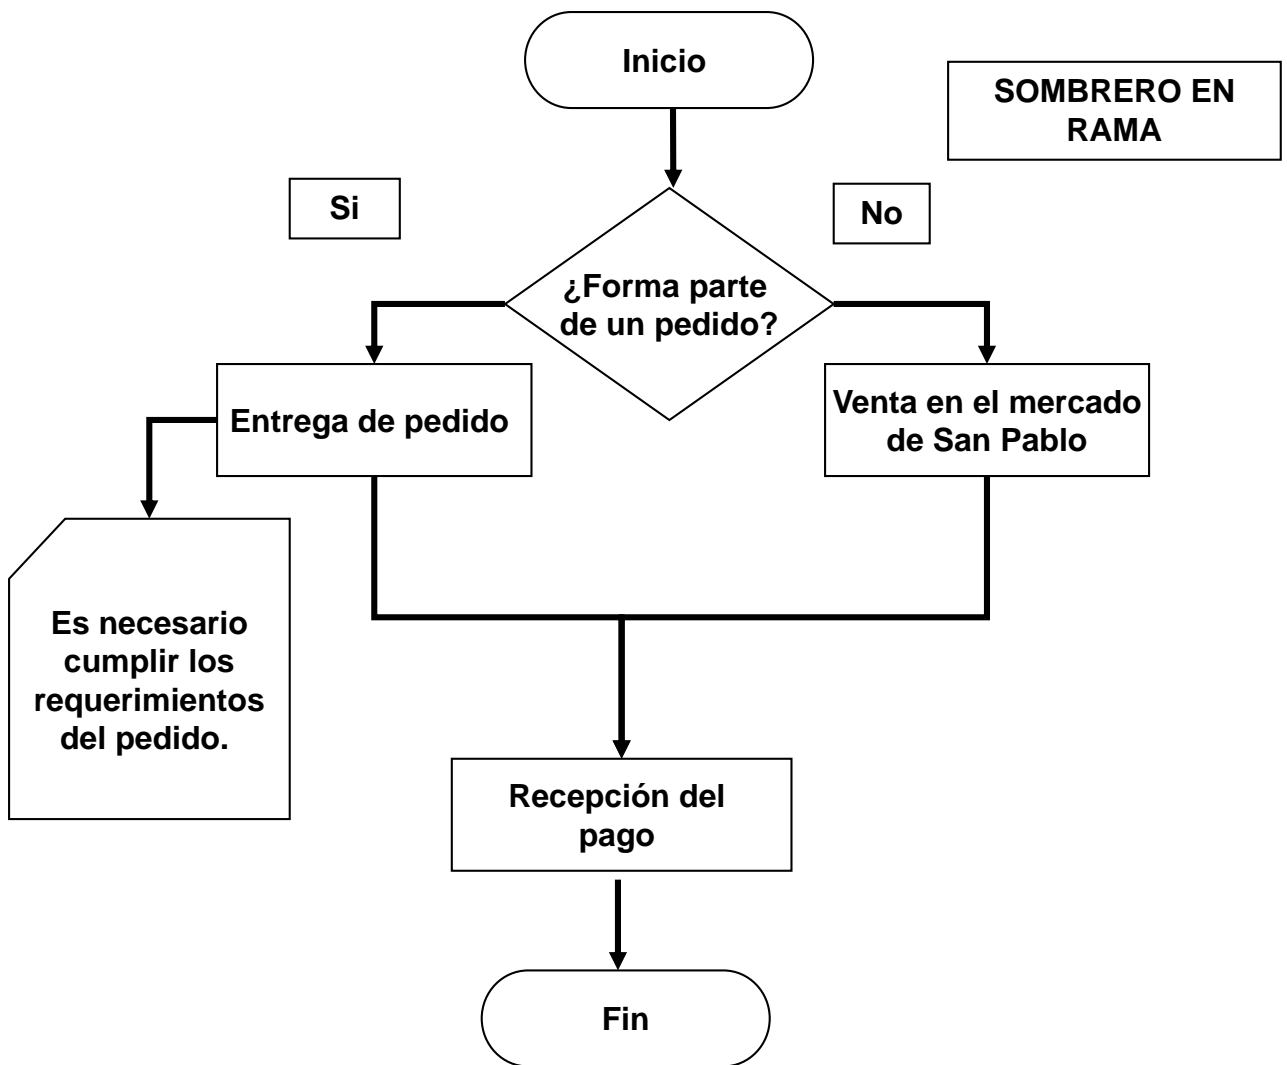 Inicio
SOMBRERO EN
RAMA
Si
No
¿Forma parte
de un pedido?
Entrega de pedido
Venta en el mercado
de San Pablo
Es necesario
cumplir los
requerimientos
del pedido.
Recepción del
pago
Fin